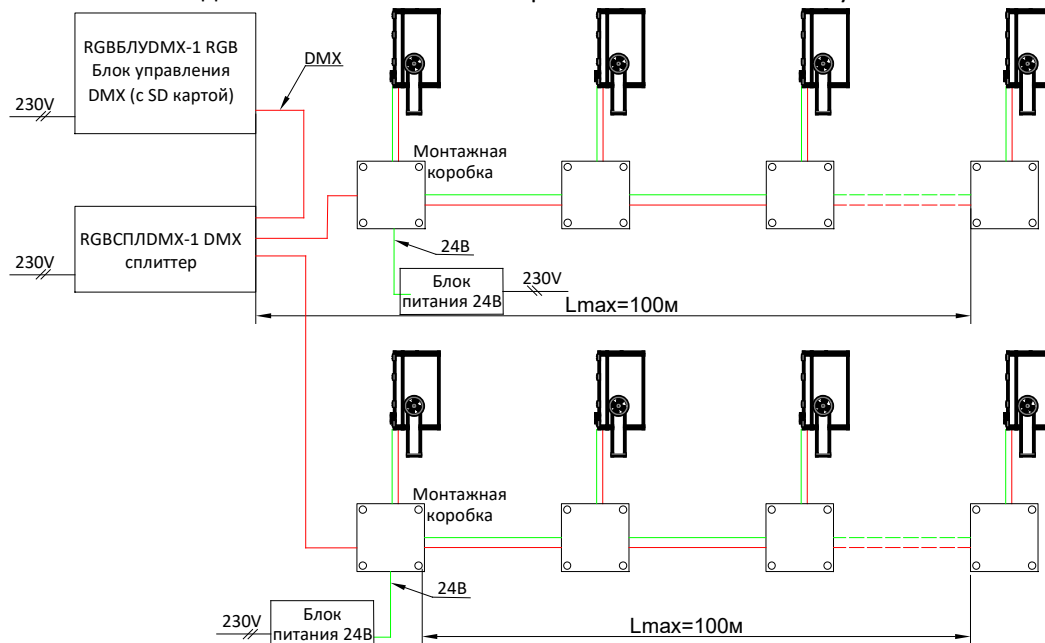 RGBБЛУDMX-1 RGB
Блок управления
DMX (с SD картой)
230V
DMX
Монтажная
коробка
RGBСПЛDMX-1 DMX
сплиттер
230V
24В
Блок
питания 24В
230V
Lmax=100м
Монтажная
коробка
24В
230V
Блок
питания 24В
Lmax=100м